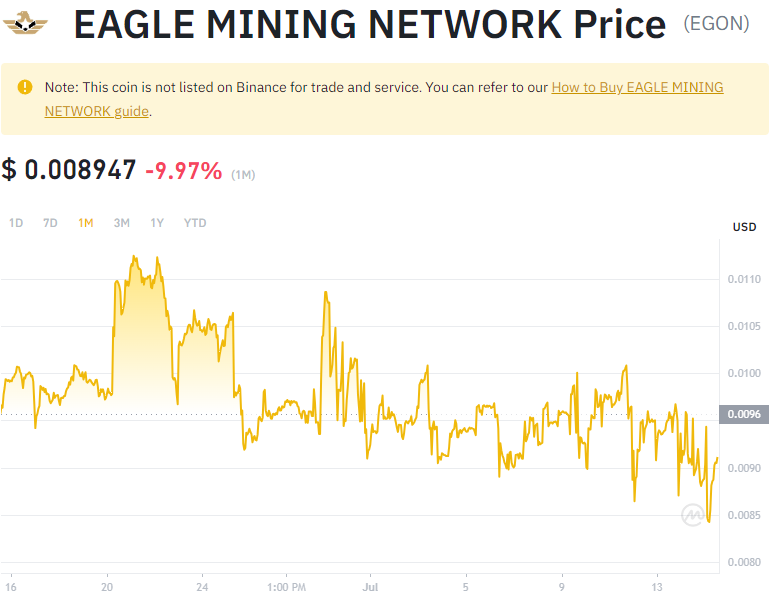 EAGLE MINING NETWORK Price (EGON)
Note: This coin is not listed on Binance for trade and service. You can refer to our How to Buy EAGLE MINING
NETWORK guide.
$ 0.008947 -9.97% (1M)
1D 7D 1M 3M 1Y YTD
USD
0.0110
0.0105
0.0100
0.0096
0.0090
0.0085
0.0080
16 20 24 1:00 PM Jul 5 9 13